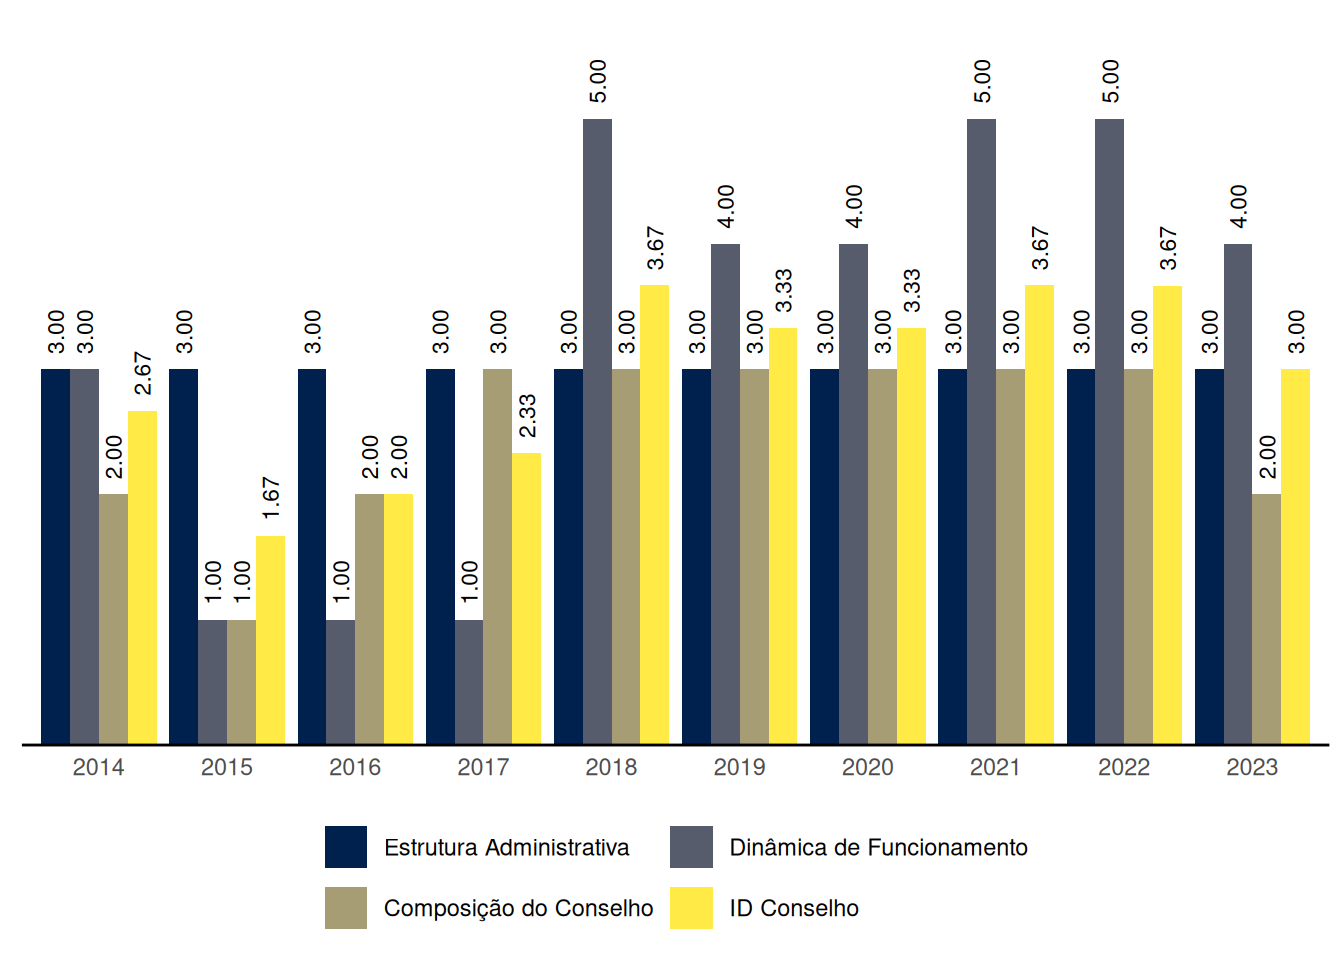 3.00 3.00 2.00 2.67 3.00 1.00 1.00 1.67 3.00 1.00 2.00 2.00 3.00 1.00 3.00 2.33 3.00 5.00 3.00 3.67 3.00 4.00 3.00 3.33 3.00 4.00 3.00 3.33 3.00 5.00 3.00 3.67 3.00 5.00 3.00 3.67 3.00 4.00 2.00 3.00
2014 2015 2016 2017 2018 2019 2020 2021 2022 2023
Estrutura Administrativa Dinâmica de Funcionamento
Composição do Conselho ID Conselho